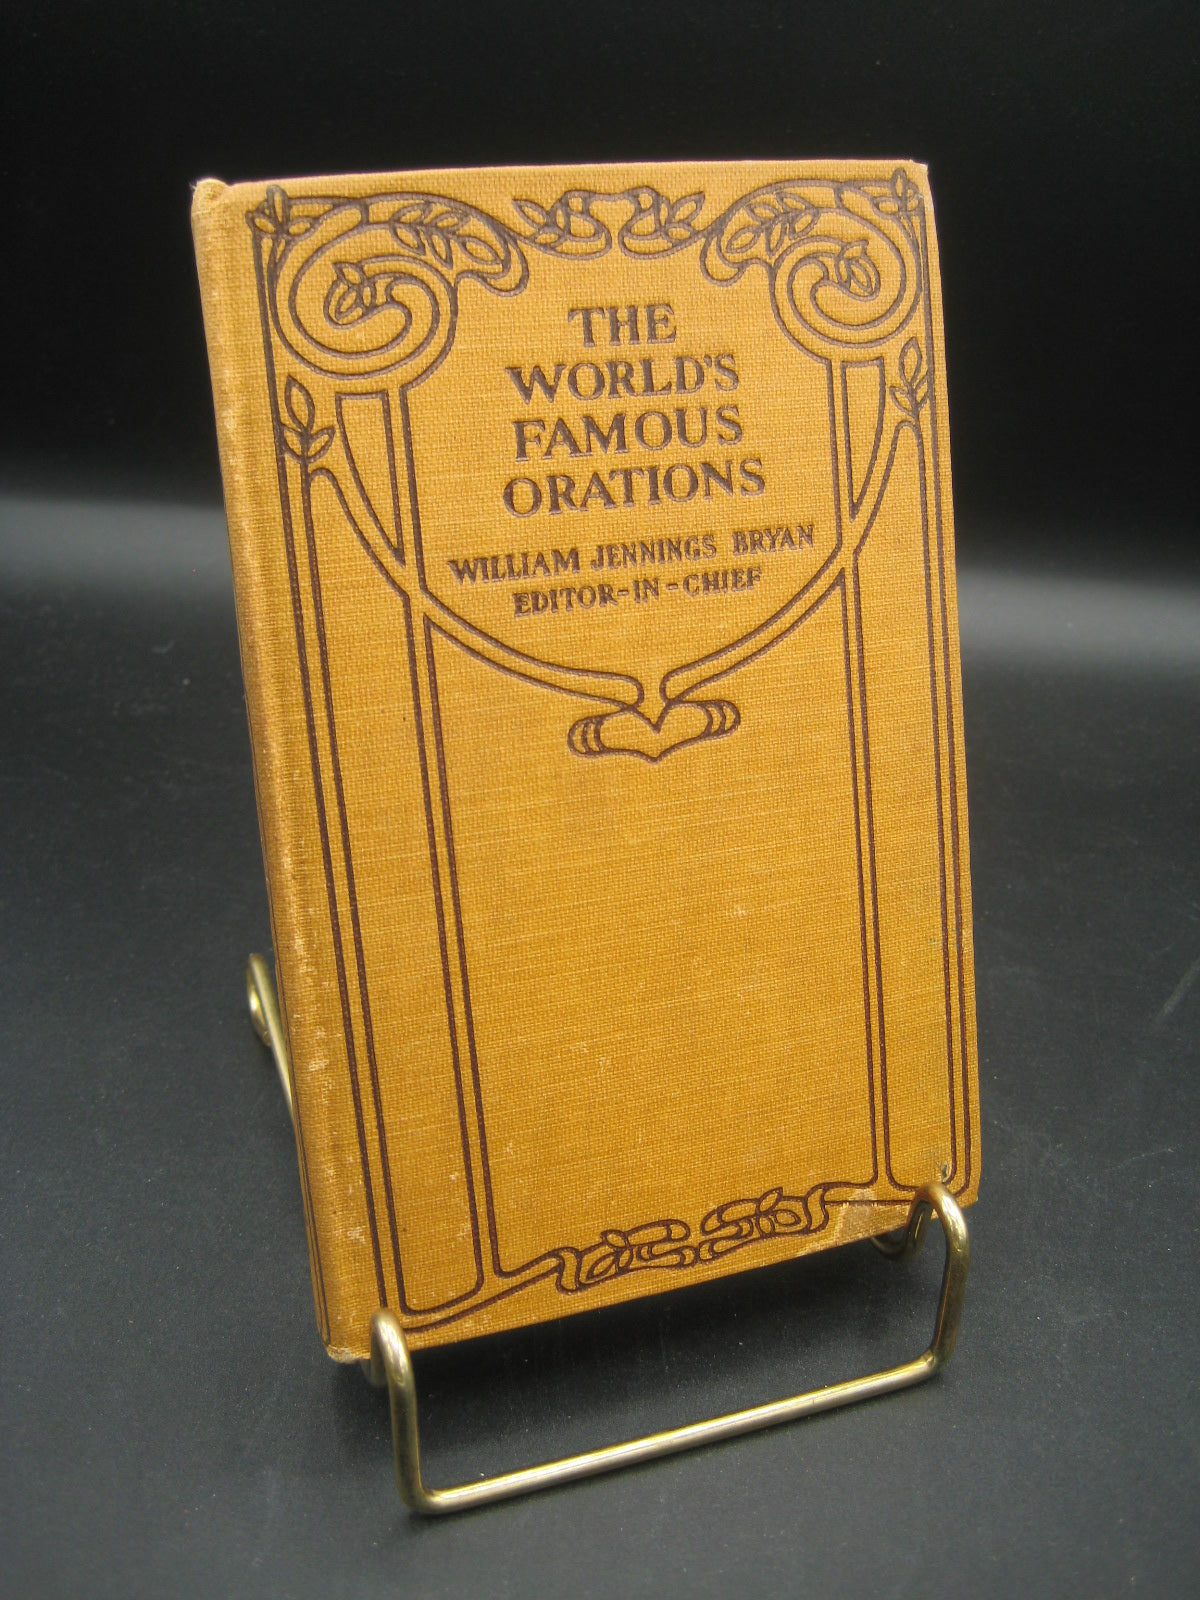 THE
WORLD'S
FAMOUS
ORATIONS
WILLIAM JENNINGS BRYAN
EDITOR-IN-CHIEF